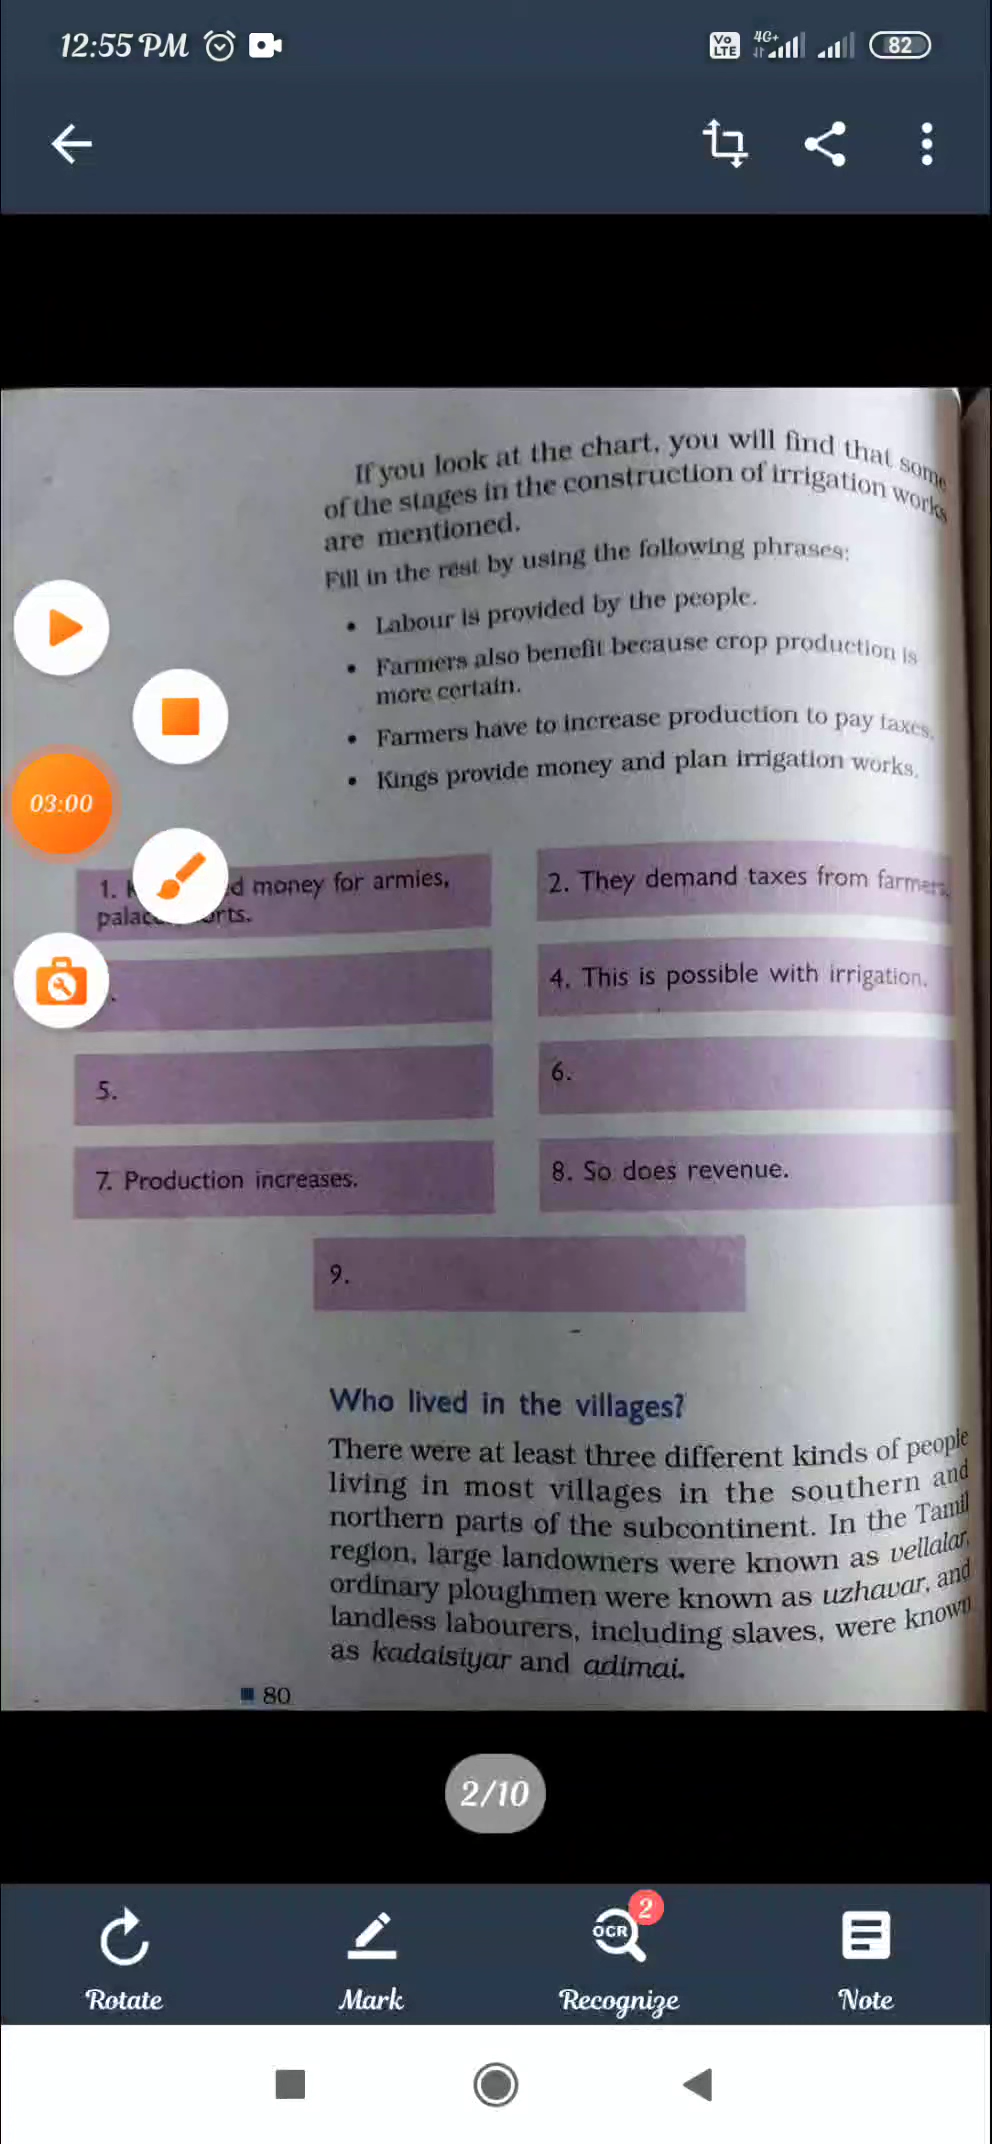 12:55 PM
Vo LTE 4G+ 82
If you look at the chart, you will find that some
of the stages in the construction of irrigation works
are mentioned.
Fill in the rest by using the following phrases:
• Labour is provided by the people.
• Farmers also benefit because crop production is
more certain.
• Farmers have to increase production to pay taxes.
• Kings provide money and plan irrigation works.
03:00
1. money for armies,
2. They demand taxes from farmers.
4. This is possible with irrigation.
5.
6.
7. Production increases.
8. So does revenue.
9.
Who lived in the villages?
There were at least three different kinds of people
living in most villages in the southern and
northern parts of the subcontinent. In the Tamil
region, large landowners were known as vellalar,
ordinary ploughmen were known as uzhavar, and
landless labourers, including slaves, were known
as kadaisiyar and adimai.
80
2/10
OCR 2
Rotate Mark Recognize Note